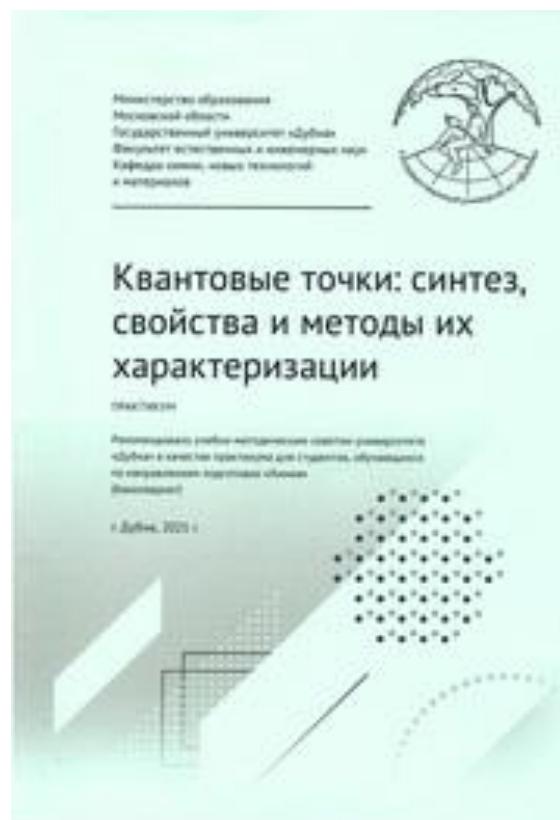 Министерство образования
Московской области
Государственный университет «Дубна»
Факультет естественных и инженерных наук
Кафедра химии, новых технологий
и материалов
Квантовые точки: синтез,
свойства и методы их
характеризации
ПРАКТИКУМ
Рекомендовано учебно-методическим советом университета
«Дубна» в качестве практикума для студентов, обучающихся
по направлению подготовки «Химия»
(бакалавриат)
г. Дубна, 2021 г.